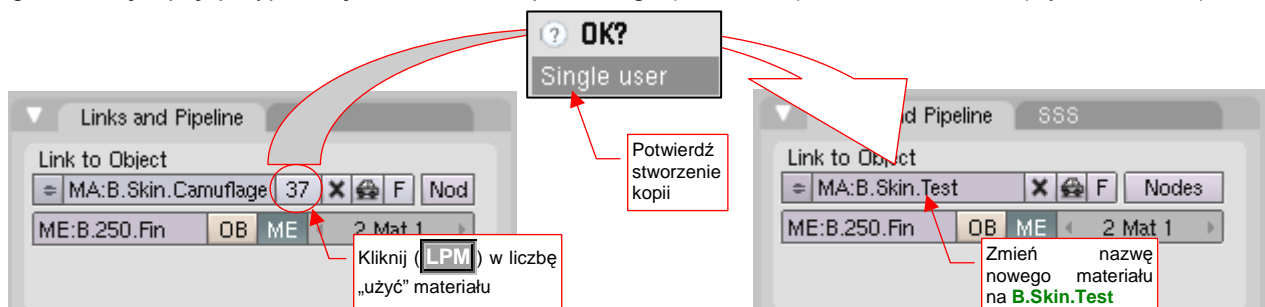 OK?
Single user
Links and Pipeline
Link to Object
MA:B.Skin.Camuflage 37 F Nod
ME:B.250.Fin OB ME 2 Mat 1
Kliknij (LPM) w liczbę
„użyć” materiału
Potwierdź
stworzenie
kopii
d Pipeline SSS
Link to Object
MA:B.Skin.Test F Nodes
ME:B.250.Fin OB ME 2 Mat 1
Zmień nazwę
nowego materiału
na B.Skin.Test